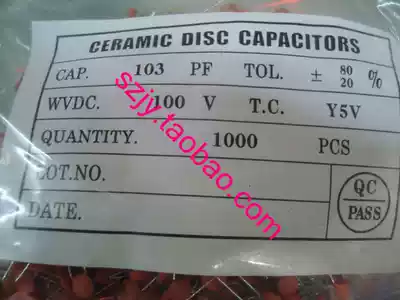 CERAMIC DISC CAPACITORS
CAP. 103 PF TOL. ± 80 20 %
WVDC. 100 V T.C. Y5V
QUANTITY. 1000 PCS
LOT.NO.
DATE.
QC
PASS
szjy.taobao.com